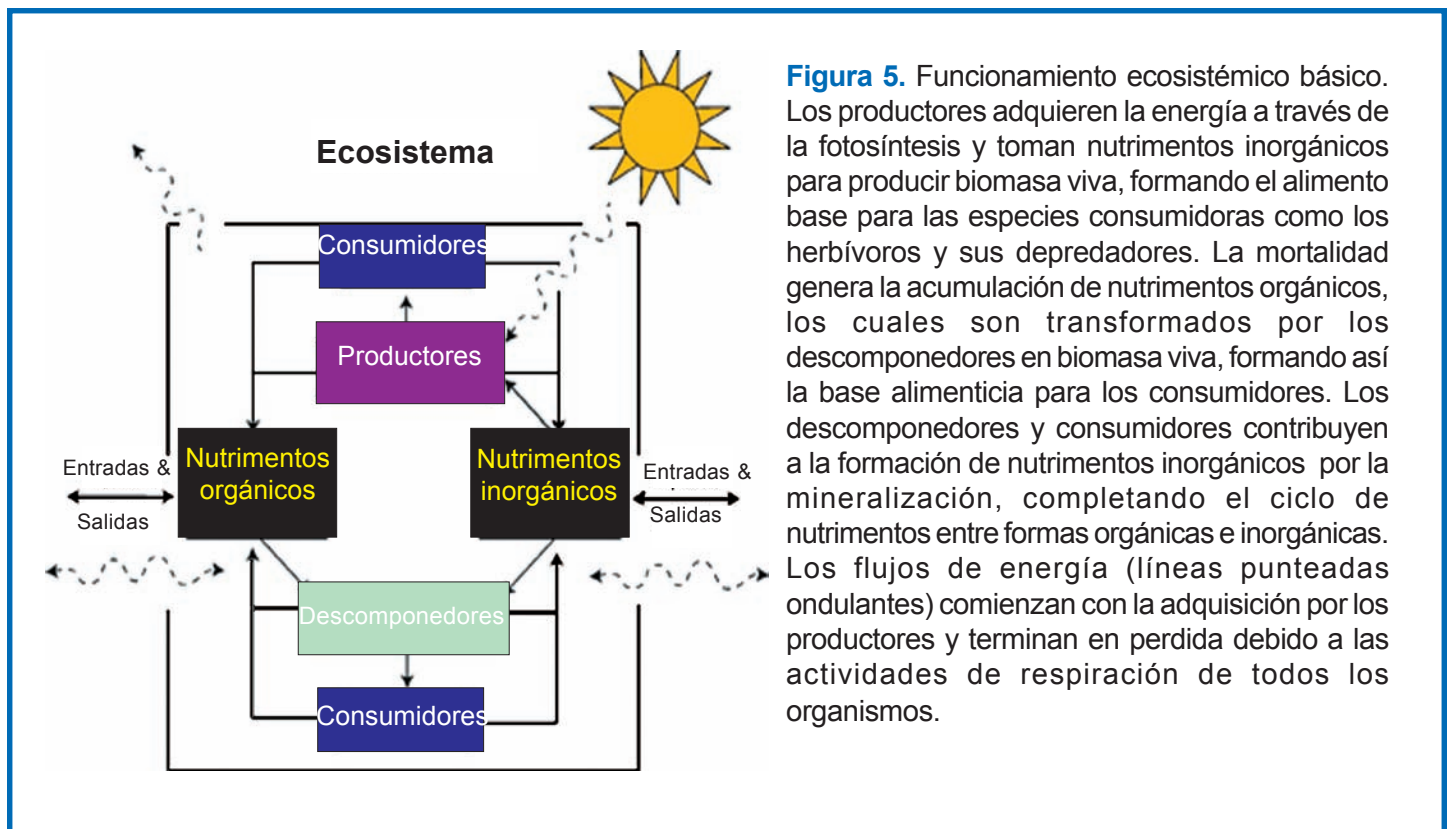 Ecosistema
Consumidores
Productores
Nutrimentos
orgánicos
Nutrimentos
inorgánicos
Entradas &
Salidas
Entradas &
Salidas
Descomponedores
Consumidores
Figura 5. Funcionamiento ecosistémico básico.
Los productores adquieren la energía a través de
la fotosíntesis y toman nutrimentos inorgánicos
para producir biomasa viva, formando el alimento
base para las especies consumidoras como los
herbívoros y sus depredadores. La mortalidad
genera la acumulación de nutrimentos orgánicos,
los cuales son transformados por los
descomponedores en biomasa viva, formando así
la base alimenticia para los consumidores. Los
descomponedores y consumidores contribuyen
a la formación de nutrimentos inorgánicos por la
mineralización, completando el ciclo de
nutrimentos entre formas orgánicas e inorgánicas.
Los flujos de energía (líneas punteadas
ondulantes) comienzan con la adquisición por los
productores y terminan en perdida debido a las
actividades de respiración de todos los
organismos.